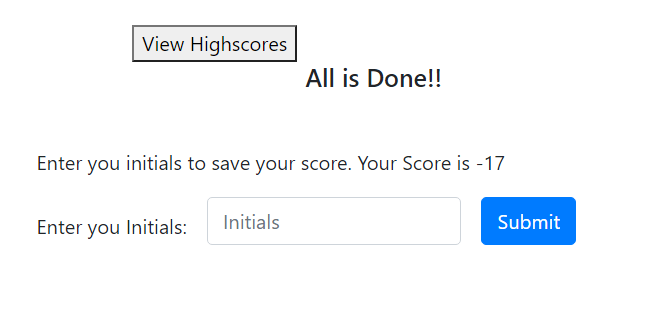 View Highscores
All is Done!!
Enter you initials to save your score. Your Score is -17
Enter you Initials: Initials Submit